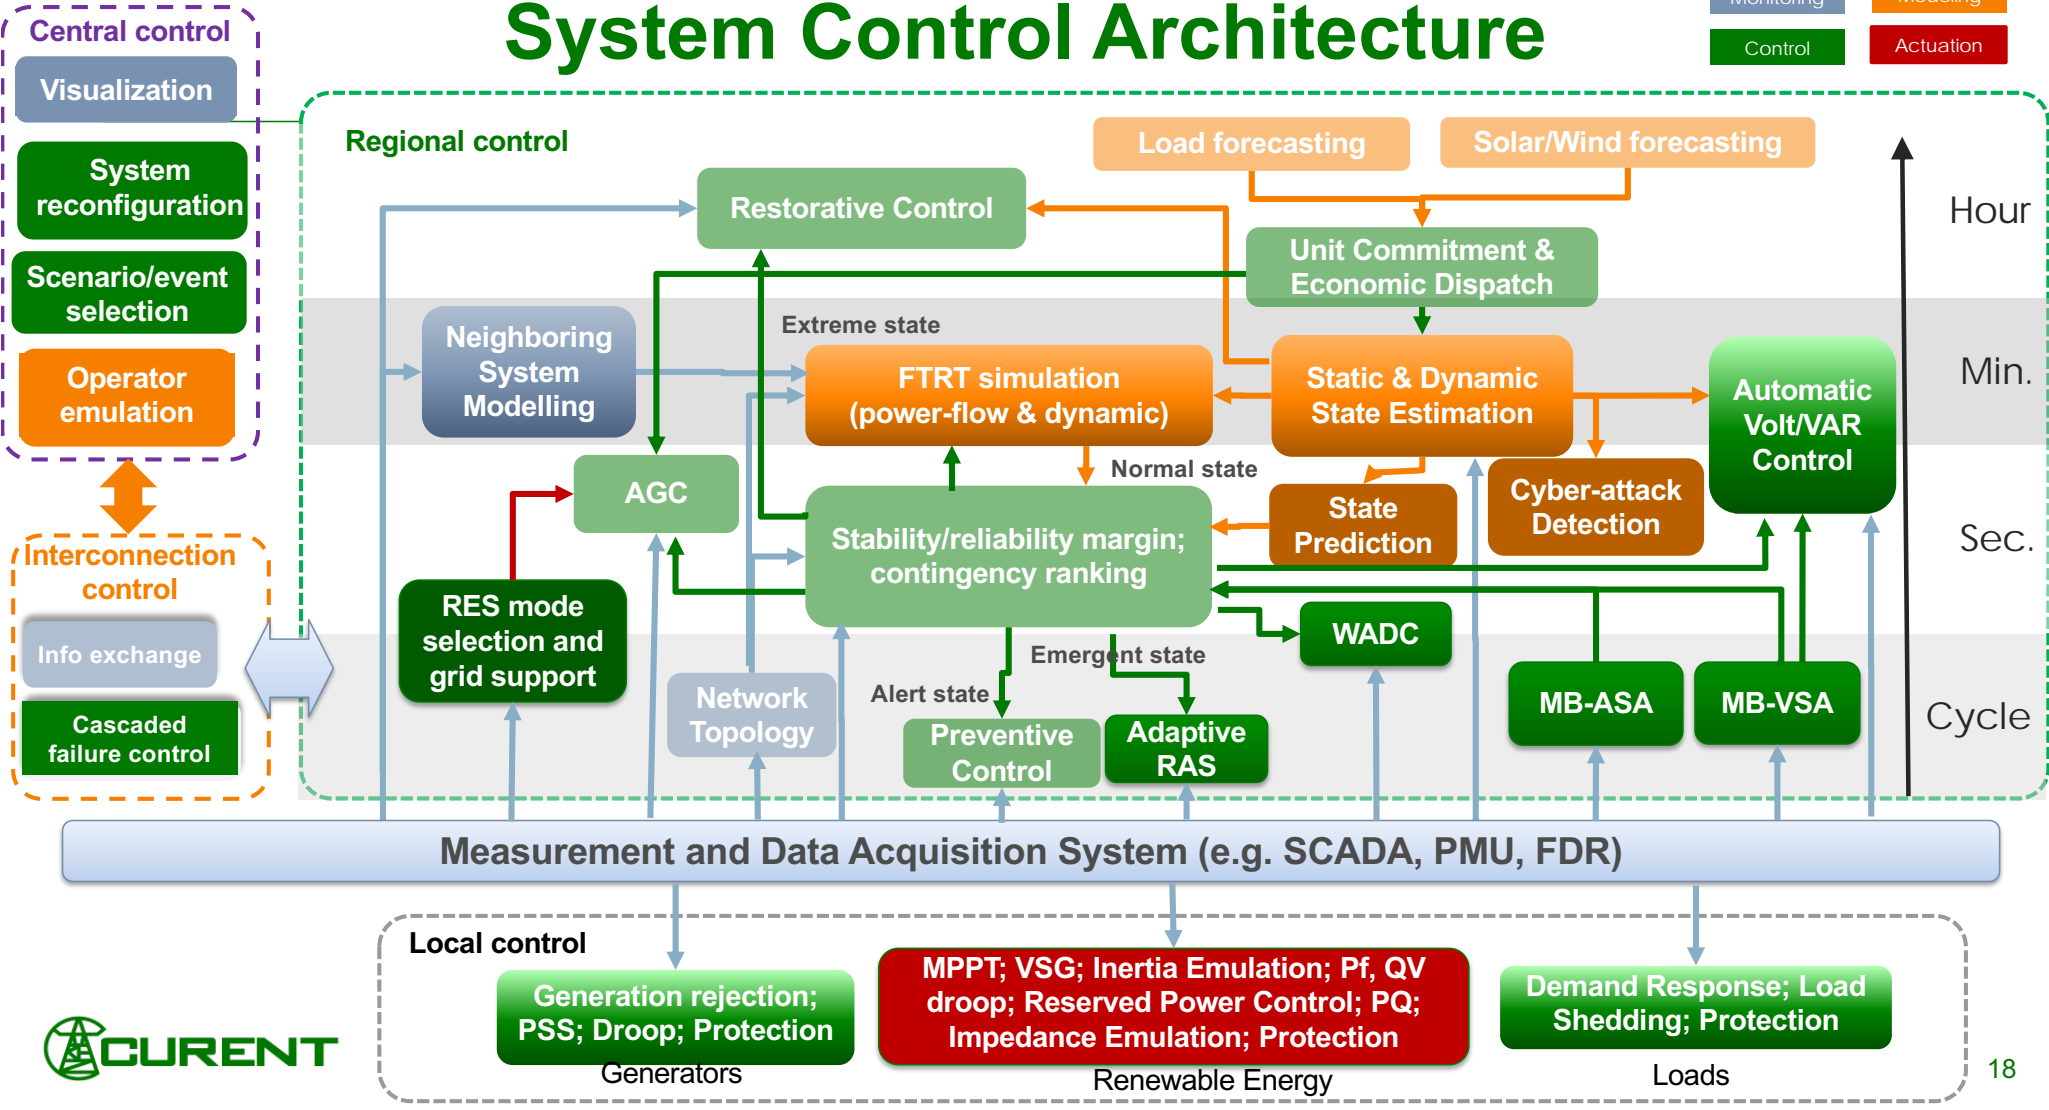 System Control Architecture
Monitoring
Modeling
Control
Actuation
Central control
Visualization
System
reconfiguration
Scenario/event
selection
Operator
emulation
Interconnection
control
Info exchange
Cascaded
failure control
Regional control
Load forecasting
Solar/Wind forecasting
Restorative Control
Unit Commitment &
Economic Dispatch
Hour
Neighboring
System
Modelling
Extreme state
FTRT simulation
(power-flow & dynamic)
Static & Dynamic
State Estimation
Automatic
Volt/VAR
Control
Min.
AGC
Normal state
Stability/reliability margin;
contingency ranking
State
Prediction
Cyber-attack
Detection
Sec.
RES mode
selection and
grid support
WADC
Emergent state
Alert state
Network
Topology
Preventive
Control
Adaptive
RAS
MB-ASA
MB-VSA
Cycle
Measurement and Data Acquisition System (e.g. SCADA, PMU, FDR)
Local control
Generation rejection;
PSS; Droop; Protection
Generators
MPPT; VSG; Inertia Emulation; Pf, QV
droop; Reserved Power Control; PQ;
Impedance Emulation; Protection
Renewable Energy
Demand Response; Load
Shedding; Protection
Loads
CURENT
18